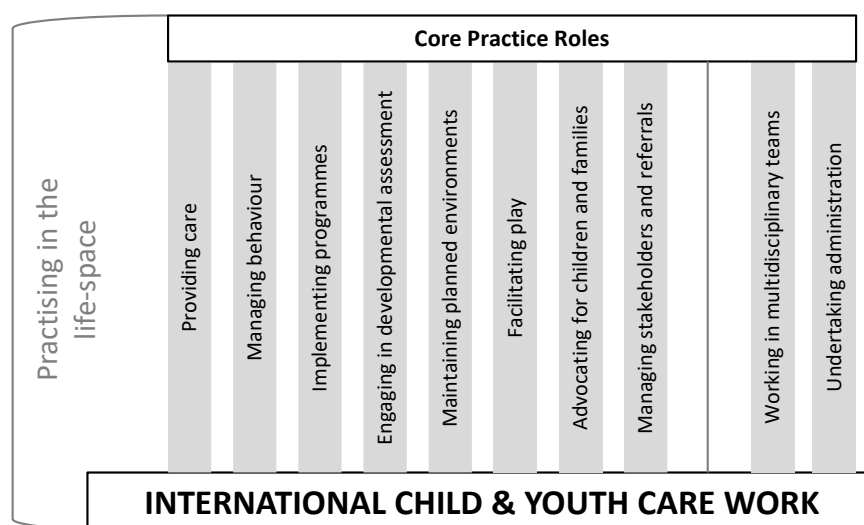 Core Practice Roles
Practising in the
life-space
Providing care
Managing behaviour
Implementing programmes
Engaging in developmental assessment
Maintaining planned environments
Facilitating play
Advocating for children and families
Managing stakeholders and referrals
Working in multidisciplinary teams
Undertaking administration
INTERNATIONAL CHILD & YOUTH CARE WORK